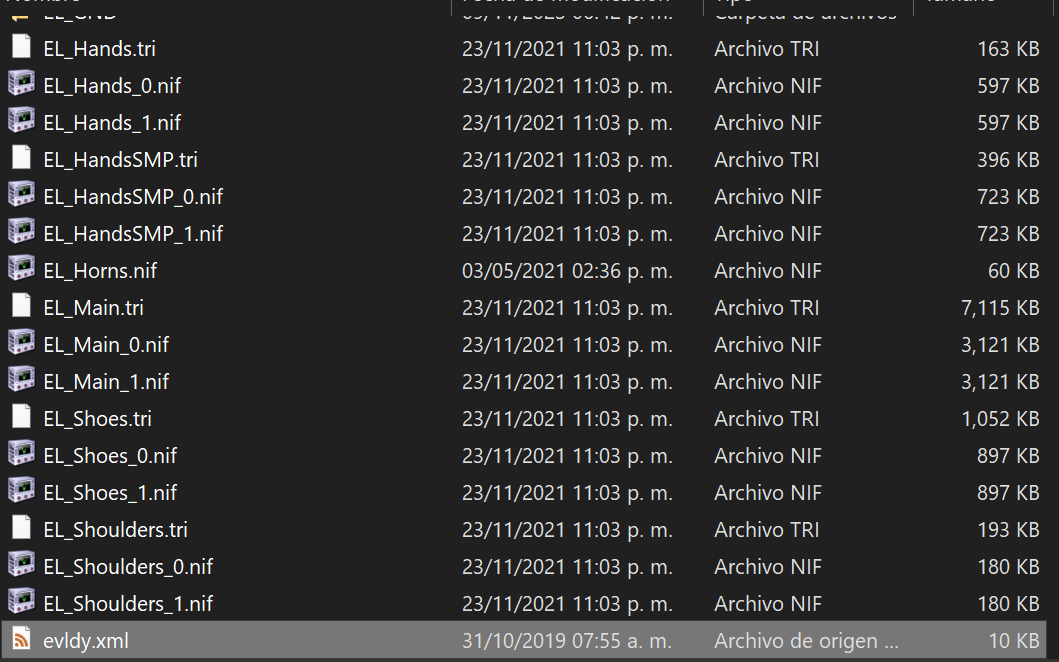 EL_GND 09/11/2025 06:42 p. m. Carpeta de archivos
EL_Hands.tri 23/11/2021 11:03 p. m. Archivo TRI 163 KB
EL_Hands_0.nif 23/11/2021 11:03 p. m. Archivo NIF 597 KB
EL_Hands_1.nif 23/11/2021 11:03 p. m. Archivo NIF 597 KB
EL_HandsSMP.tri 23/11/2021 11:03 p. m. Archivo TRI 396 KB
EL_HandsSMP_0.nif 23/11/2021 11:03 p. m. Archivo NIF 723 KB
EL_HandsSMP_1.nif 23/11/2021 11:03 p. m. Archivo NIF 723 KB
EL_Horns.nif 03/05/2021 02:36 p. m. Archivo NIF 60 KB
EL_Main.tri 23/11/2021 11:03 p. m. Archivo TRI 7,115 KB
EL_Main_0.nif 23/11/2021 11:03 p. m. Archivo NIF 3,121 KB
EL_Main_1.nif 23/11/2021 11:03 p. m. Archivo NIF 3,121 KB
EL_Shoes.tri 23/11/2021 11:03 p. m. Archivo TRI 1,052 KB
EL_Shoes_0.nif 23/11/2021 11:03 p. m. Archivo NIF 897 KB
EL_Shoes_1.nif 23/11/2021 11:03 p. m. Archivo NIF 897 KB
EL_Shoulders.tri 23/11/2021 11:03 p. m. Archivo TRI 193 KB
EL_Shoulders_0.nif 23/11/2021 11:03 p. m. Archivo NIF 180 KB
EL_Shoulders_1.nif 23/11/2021 11:03 p. m. Archivo NIF 180 KB
evldy.xml 31/10/2019 07:55 a. m. Archivo de origen ... 10 KB